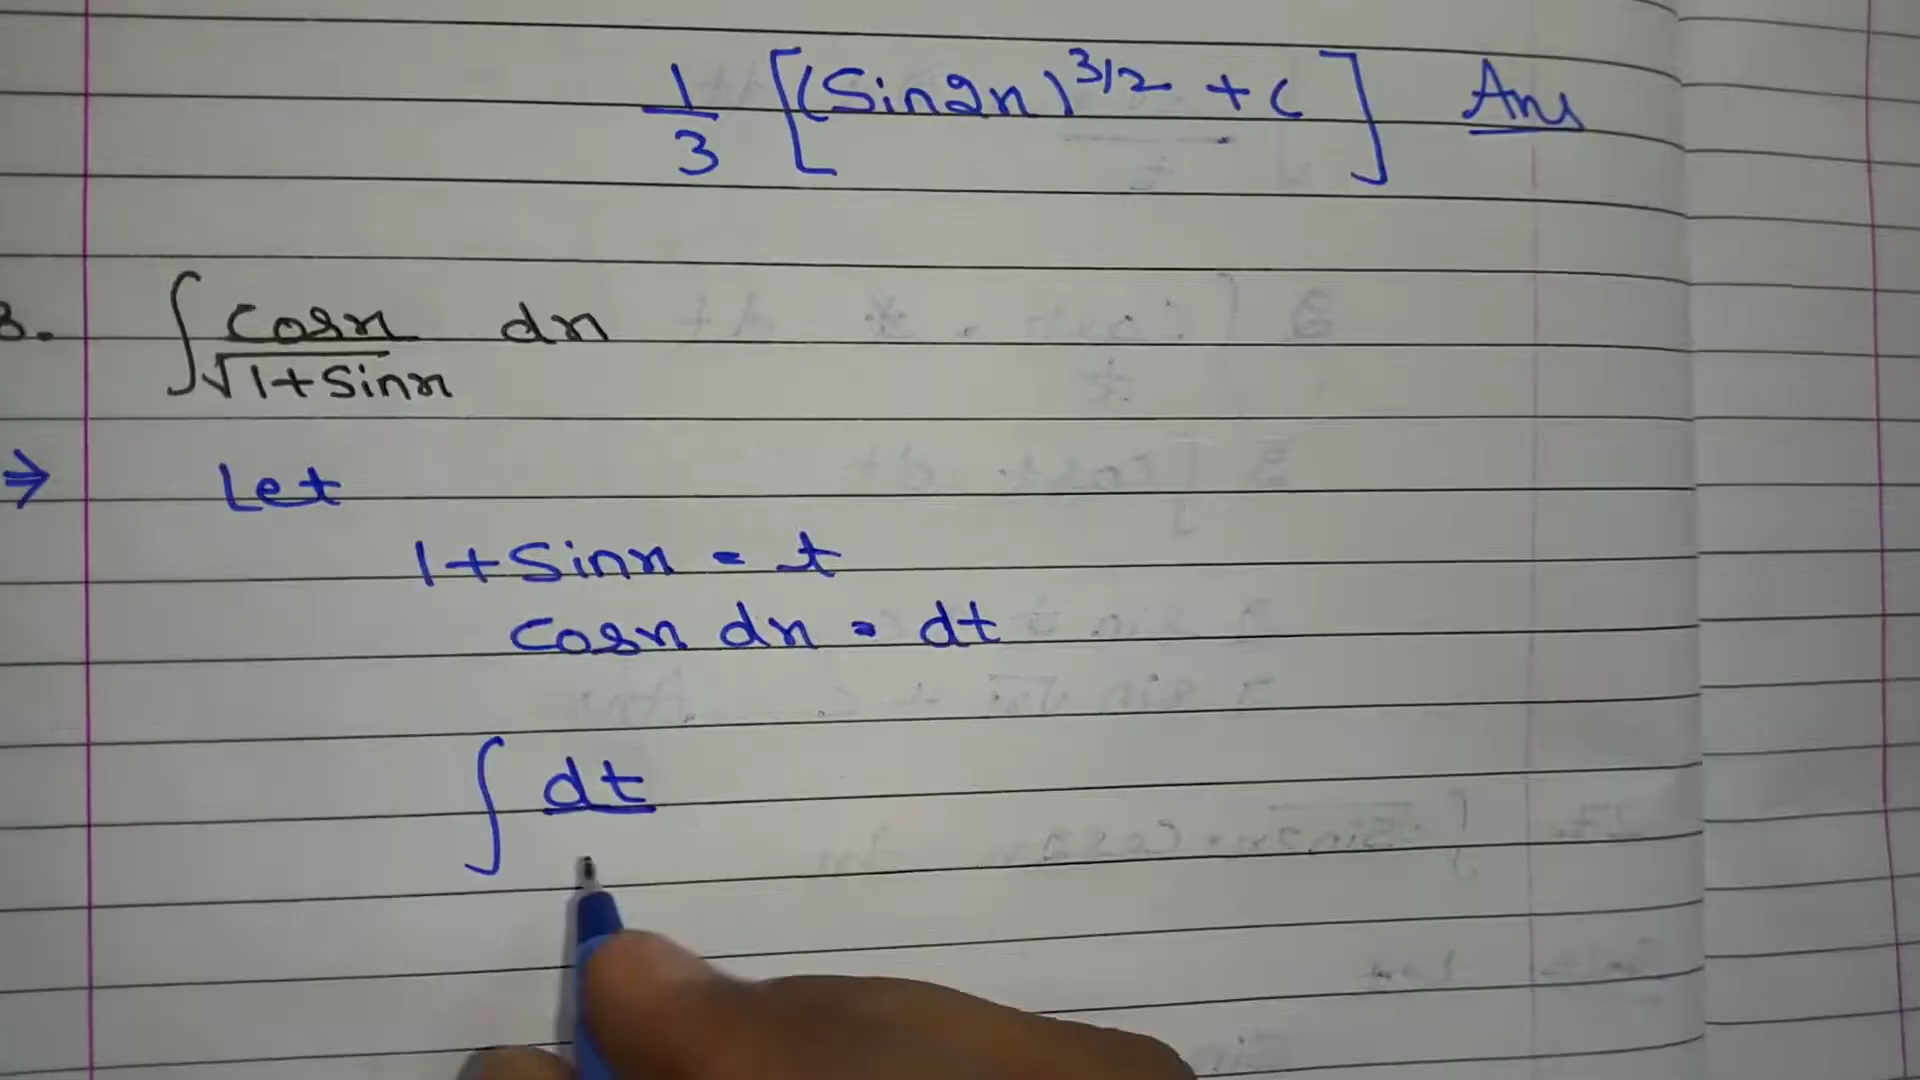 1/3 [(Sin2x)^3/2 + C] Ans
3. ∫ cosx/√1+sinx dx
⇒ Let
1+Sinx = t
cosx dx = dt
∫ dt